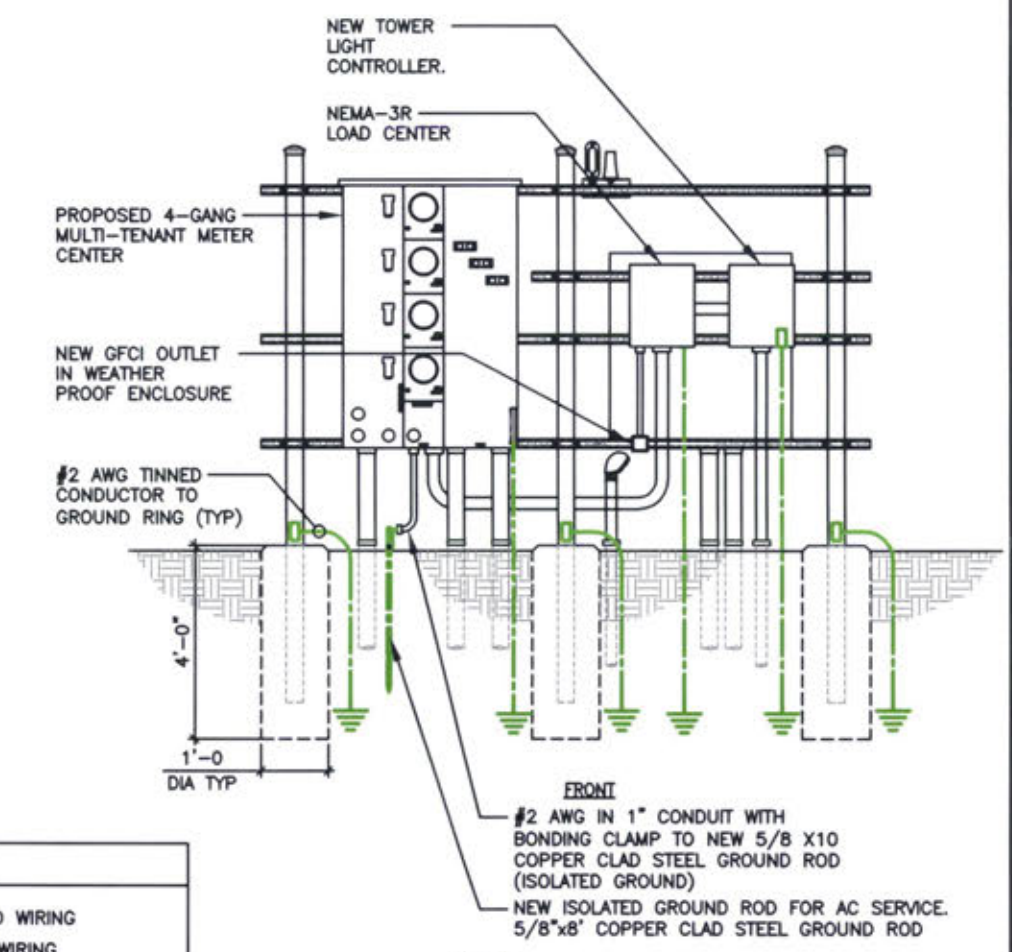 NEW TOWER
LIGHT
CONTROLLER.
NEMA-3R
LOAD CENTER
PROPOSED 4-GANG
MULTI-TENANT METER
CENTER
NEW GFCI OUTLET
IN WEATHER
PROOF ENCLOSURE
#2 AWG TINNED
CONDUCTOR TO
GROUND RING (TYP)
4'-0"
1'-0
DIA TYP
FRONT
#2 AWG IN 1" CONDUIT WITH
BONDING CLAMP TO NEW 5/8 X10
COPPER CLAD STEEL GROUND ROD
(ISOLATED GROUND)
NEW ISOLATED GROUND ROD FOR AC SERVICE.
5/8"x8' COPPER CLAD STEEL GROUND ROD
WIRING
WIRING